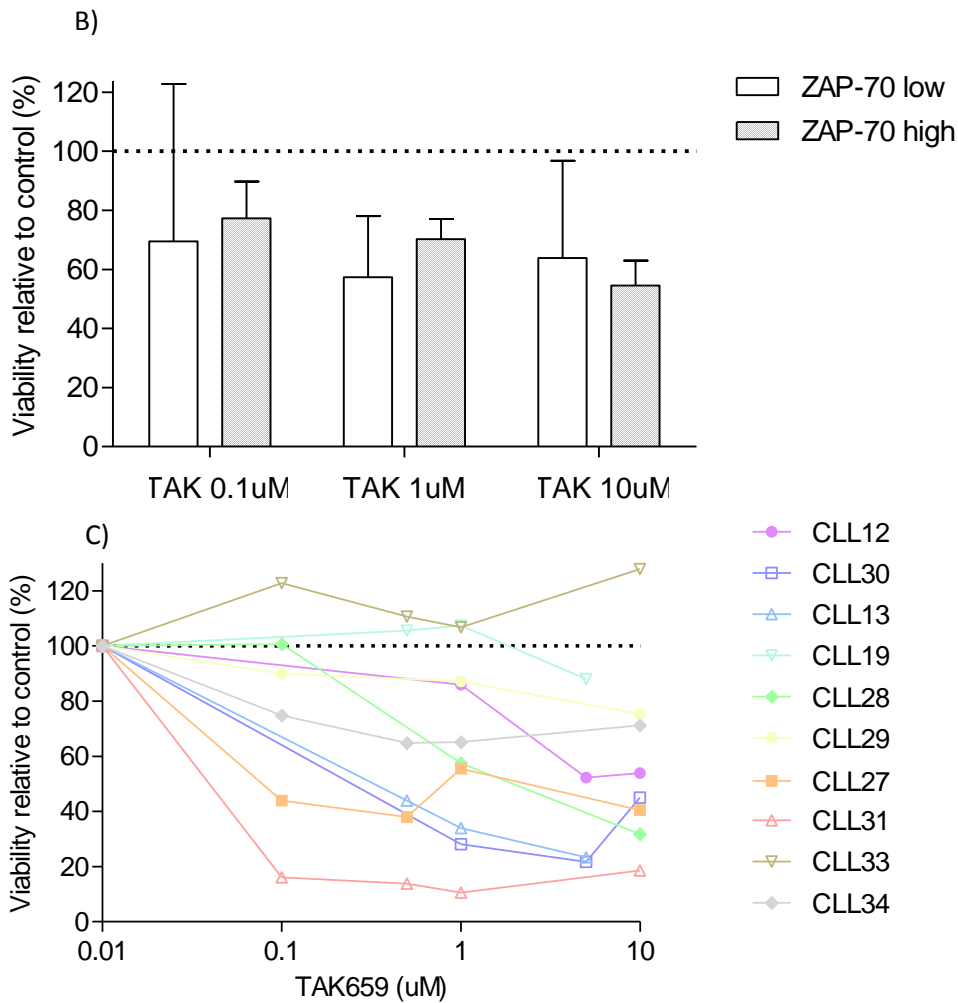 B)
Viability relative to control (%)
120
100
80
60
40
20
0
TAK 0.1uM TAK 1uM TAK 10uM
ZAP-70 low
ZAP-70 high
C)
Viability relative to control (%)
120
100
80
60
40
20
0
0.01 0.1 1 10
TAK659 (uM)
CLL12
CLL30
CLL13
CLL19
CLL28
CLL29
CLL27
CLL31
CLL33
CLL34